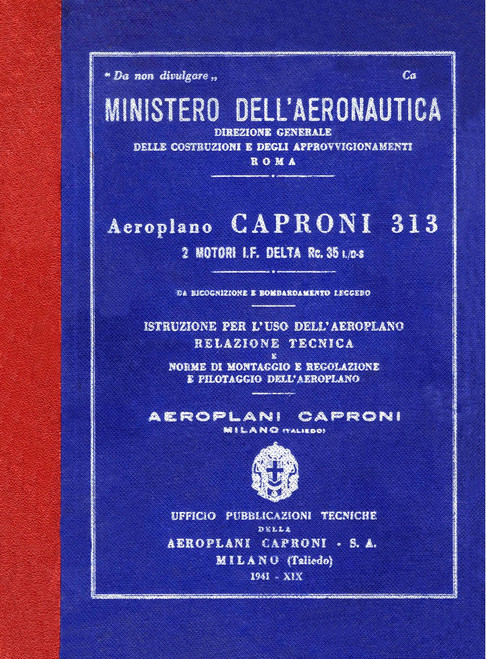 “ Da non divulgare „ Ca
MINISTERO DELL'AERONAUTICA
DIREZIONE GENERALE
DELLE COSTRUZIONI E DEGLI APPROVVIGIONAMENTI
ROMA
Aeroplano CAPRONI 313
2 MOTORI I.F. DELTA Rc. 35 I./D-S
DA RICOGNIZIONE E BOMBARDAMENTO LEGGERO
ISTRUZIONE PER L'USO DELL'AEROPLANO
RELAZIONE TECNICA
E
NORME DI MONTAGGIO E REGOLAZIONE
E PILOTAGGIO DELL'AEROPLANO
AEROPLANI CAPRONI
MILANO (TALIEDO)
UFFICIO PUBBLICAZIONI TECNICHE
DELLA
AEROPLANI CAPRONI - S. A.
MILANO (Taliedo)
1941 - XIX